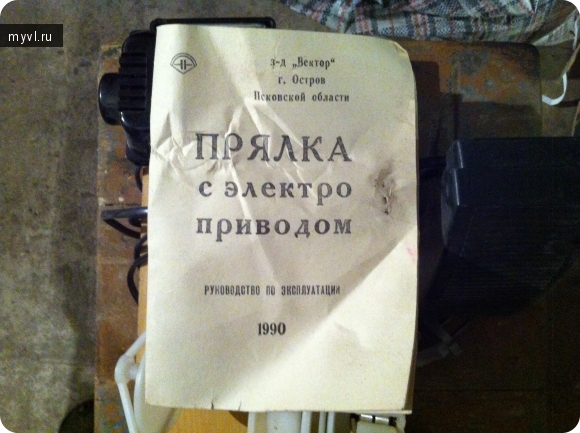 myvl.ru
з-д „Вектор"
г. Остров
Псковской области
ПРЯЛКА
с электро
приводом
РУКОВОДСТВО ПО ЭКСПЛУАТАЦИИ
1990